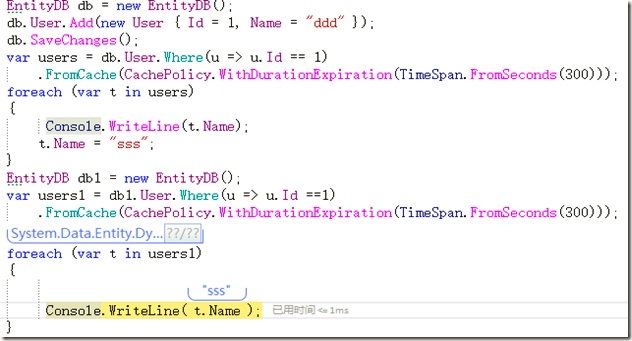 EntityDB db = new EntityDB();
db.User.Add(new User { Id = 1, Name = "ddd" });
db.SaveChanges();
var users = db.User.Where(u => u.Id == 1)
.FromCache(CachePolicy.WithDurationExpiration(TimeSpan.FromSeconds(300)));
foreach (var t in users)
{
Console.WriteLine(t.Name);
t.Name = "sss";
}
EntityDB db1 = new EntityDB();
var users1 = db1.User.Where(u => u.Id ==1)
.FromCache(CachePolicy.WithDurationExpiration(TimeSpan.FromSeconds(300)));
System.Data.Entity.Dy... ??/??
foreach (var t in users1)
{
"sss"
Console.WriteLine( t.Name ); 已用时间 <= 1ms
}